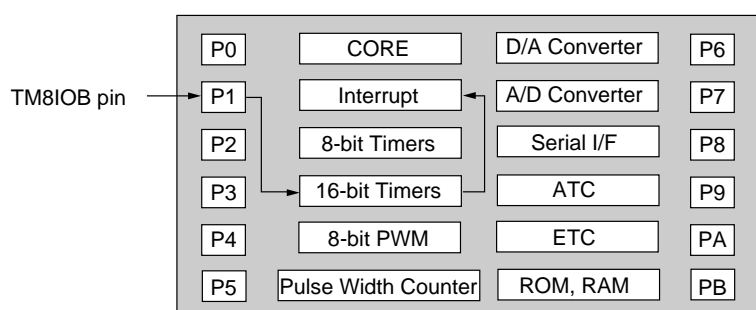 P0 CORE D/A Converter P6
TM8IOB pin P1 Interrupt A/D Converter P7
P2 8-bit Timers Serial I/F P8
P3 16-bit Timers ATC P9
P4 8-bit PWM ETC PA
P5 Pulse Width Counter ROM, RAM PB